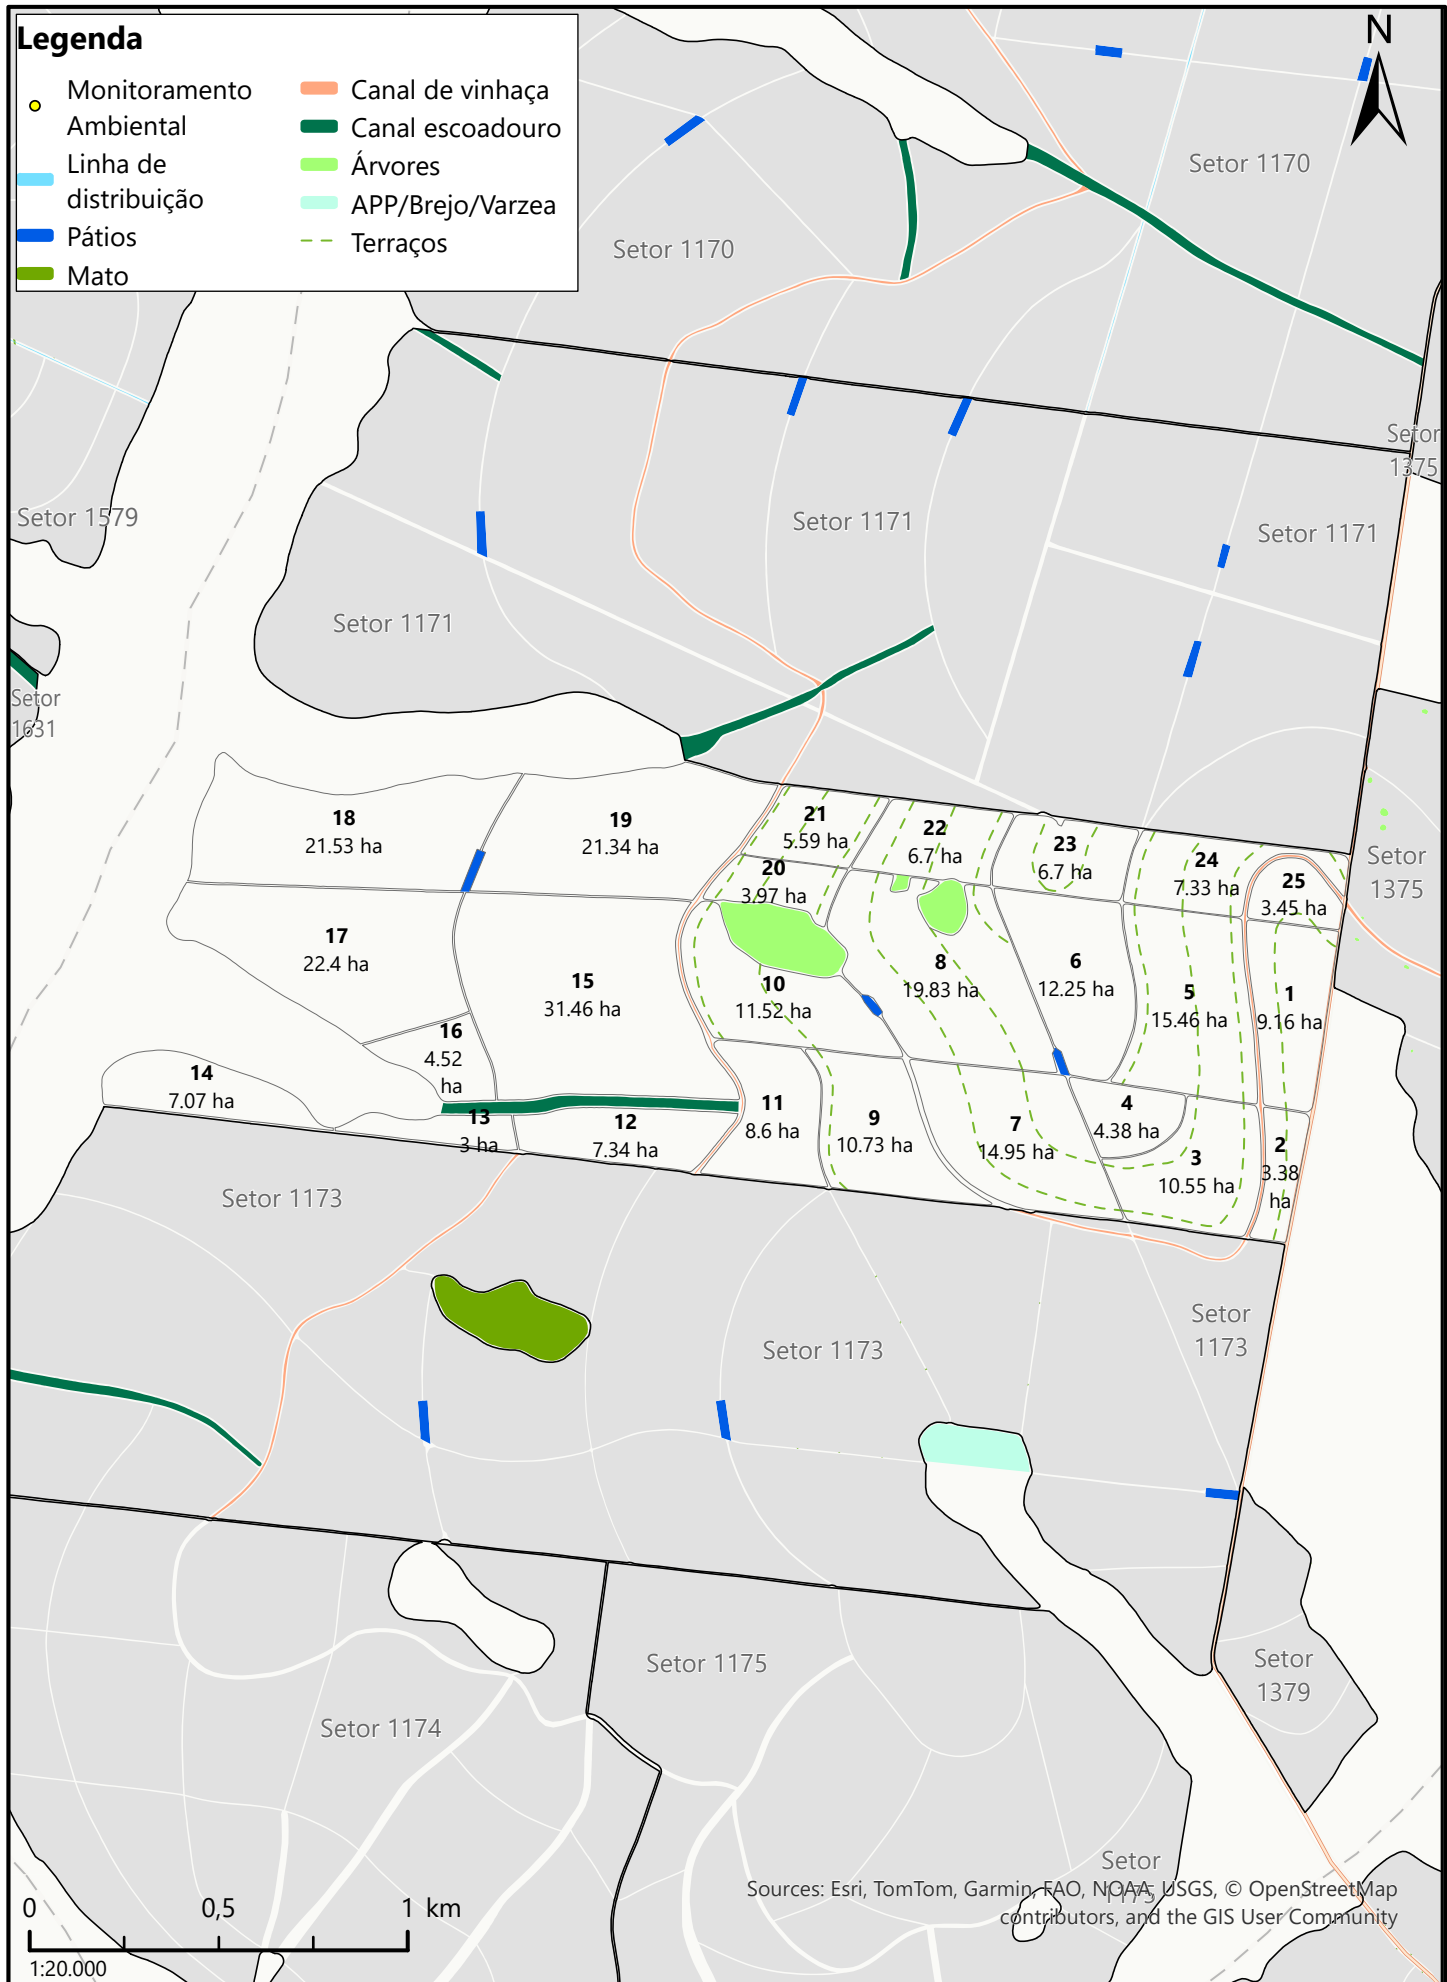 Legenda
Monitoramento
Ambiental
Linha de
distribuição
Pátios
Mato
Canal de vinhaça
Canal escoadouro
Árvores
APP/Brejo/Varzea
Terraços
N
Setor 1170
Setor 1170
Setor
1375
Setor 1579
Setor 1171
Setor 1171
Setor 1171
Setor
1631
18
21.53 ha
19
21.34 ha
21
5.59 ha
22
6.7 ha
23
6.7 ha
24
7.33 ha
25
3.45 ha
Setor
1375
20
3.97 ha
17
22.4 ha
15
31.46 ha
10
11.52 ha
8
19.83 ha
6
12.25 ha
5
15.46 ha
1
9.16 ha
16
4.52
ha
14
7.07 ha
13
3 ha
12
7.34 ha
11
8.6 ha
9
10.73 ha
7
14.95 ha
4
4.38 ha
3
10.55 ha
2
3.38
ha
Setor 1173
Setor 1173
Setor
1173
Setor 1175
Setor
1379
Setor 1174
Setor
1175
Sources: Esri, TomTom, Garmin, FAO, NOAA, USGS, © OpenStreetMap
contributors, and the GIS User Community
0 0,5 1 km
1:20.000